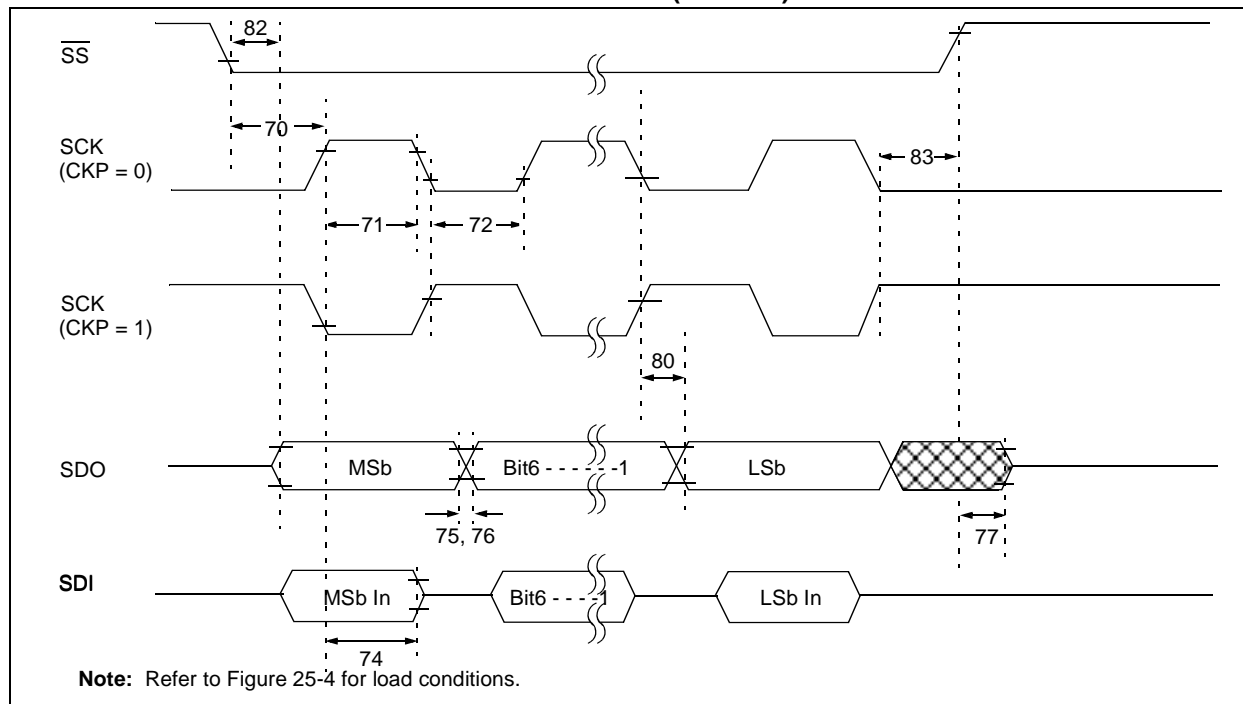 82
SS
70
SCK
(CKP = 0)
83
71
72
SCK
(CKP = 1)
80
SDO
MSb
Bit6 - - - - - -1
LSb
75, 76
77
SDI
MSb In
Bit6 - - - -1
LSb In
74
Note: Refer to Figure 25-4 for load conditions.